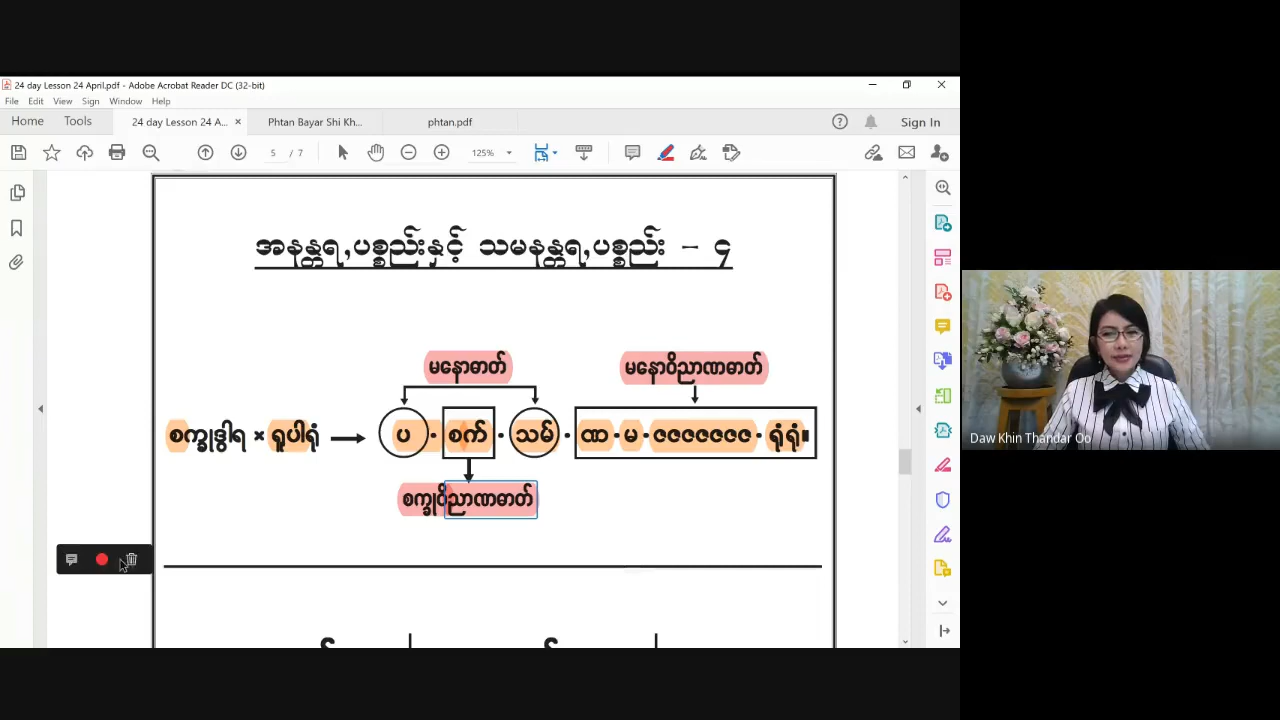 24 day Lesson 24 April.pdf - Adobe Acrobat Reader DC (32-bit)
File Edit View Sign Window Help
Home Tools 24 day Lesson 24 A... × Phtan Bayar Shi Kh... phtan.pdf Sign In
5 / 7 125%
အနန္တရ,ပစ္စည်းနှင့် သမနန္တရ,ပစ္စည်း - ၄
မနောဓာတ် မနောဝိညာဏဓာတ်
စက္ခုဒွါရ × ရူပါရုံ → ပ · စက် · သမ် · ဏ · မ · ဇဇဇဇဇဇဇ · ရုံရုံ။
စက္ခုဝိညာဏဓာတ်
Daw Khin Thandar Oo